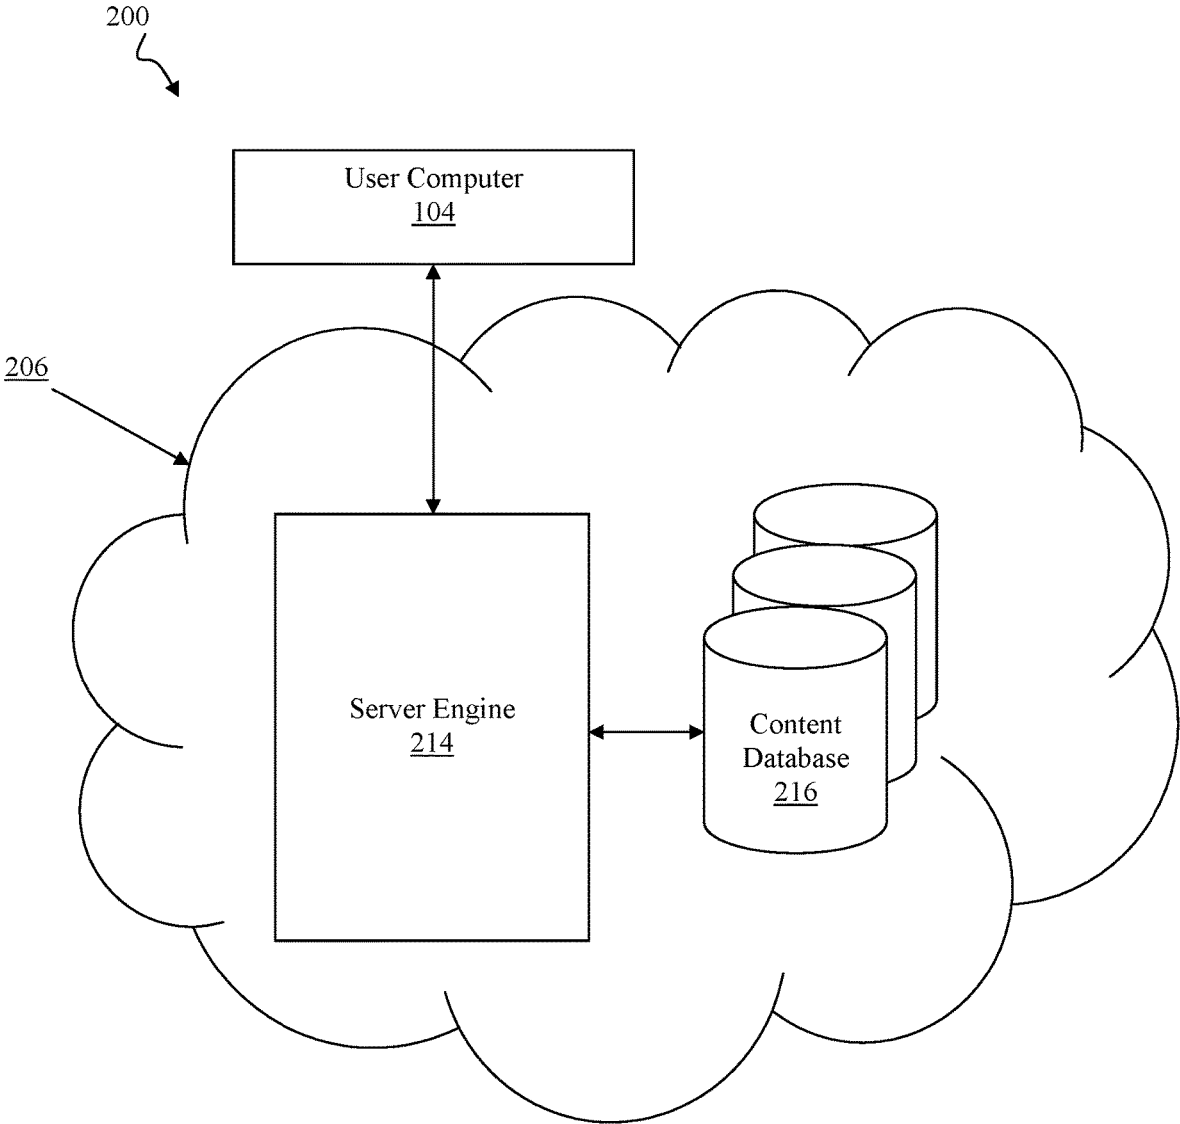 200
User Computer
104
206
Server Engine
214
Content
Database
216